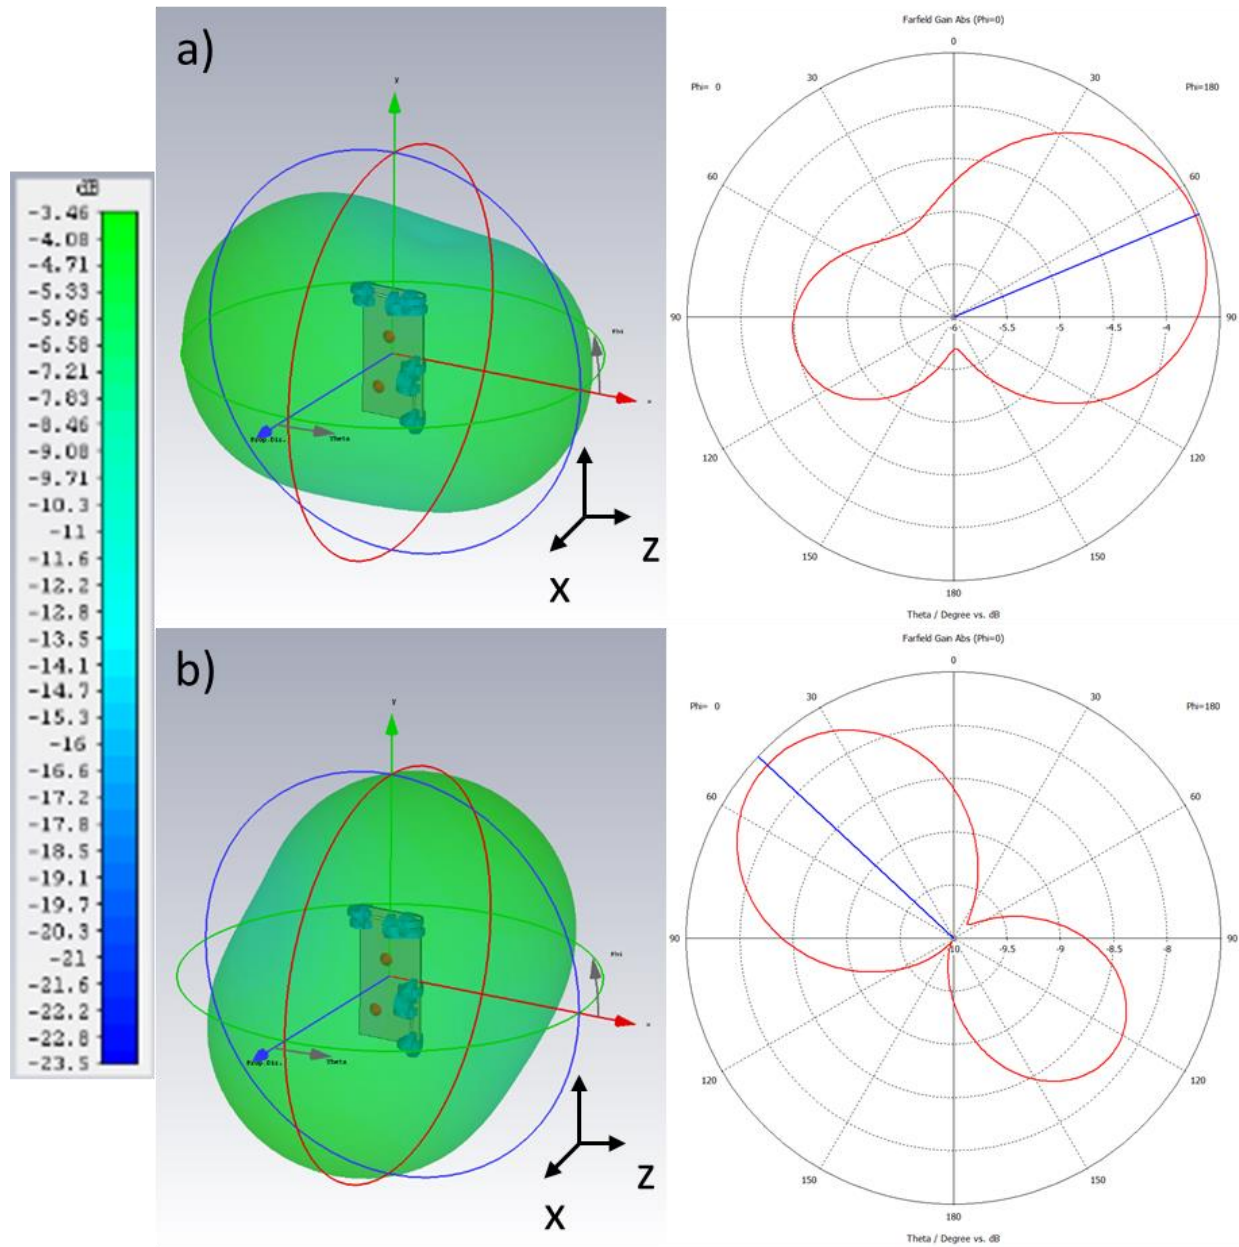 a)
y
Phi
x
Prop.Dir.
Theta
Z
X
dB
-3.46
-4.08
-4.71
-5.33
-5.96
-6.58
-7.21
-7.83
-8.46
-9.08
-9.71
-10.3
-11
-11.6
-12.2
-12.8
-13.5
-14.1
-14.7
-15.3
-16
-16.6
-17.2
-17.8
-18.5
-19.1
-19.7
-20.3
-21
-21.6
-22.2
-22.8
-23.5
Farfield Gain Abs (Phi=0)
0
Phi= 0
30
30
Phi=180
60
60
90
-6 -5.5 -5 -4.5 -4
90
120
120
150
150
180
Theta / Degree vs. dB
b)
y
Phi
x
Prop.Dir.
Theta
Z
X
Farfield Gain Abs (Phi=0)
0
Phi= 0
30
30
Phi=180
60
60
90
-10 -9.5 -9 -8.5 -8
90
120
120
150
150
180
Theta / Degree vs. dB